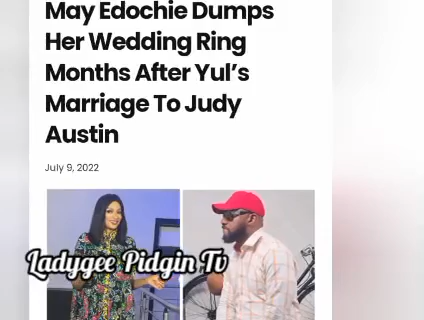 May Edochie Dumps
Her Wedding Ring
Months After Yul's
Marriage To Judy
Austin
July 9, 2022
Ladygee Pidgin Tv